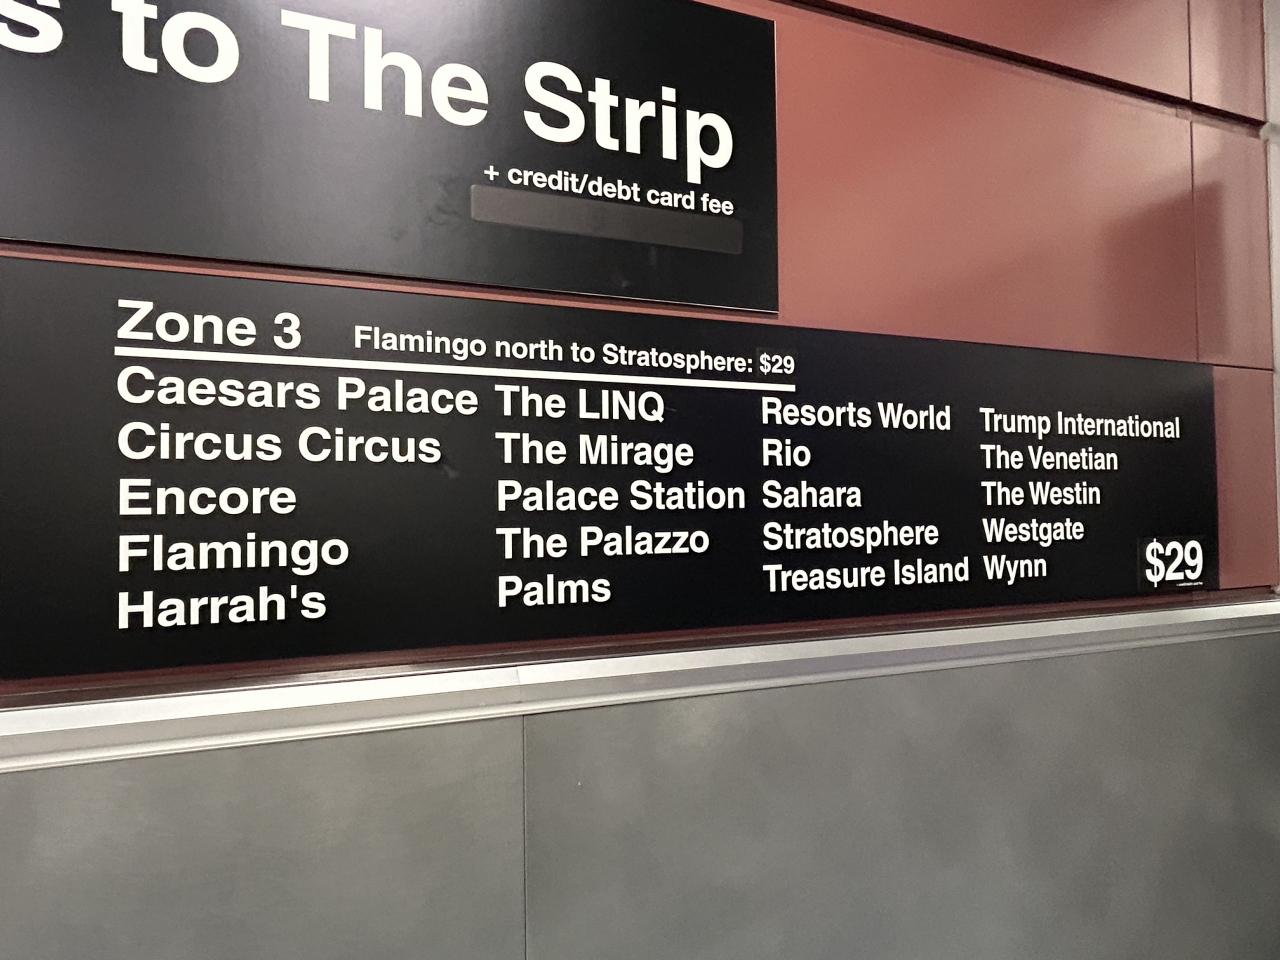 s to The Strip
+ credit/debt card fee
Zone 3 Flamingo north to Stratosphere: $29
Caesars Palace
Circus Circus
Encore
Flamingo
Harrah's
The LINQ
The Mirage
Palace Station
The Palazzo
Palms
Resorts World
Rio
Sahara
Stratosphere
Treasure Island
Trump International
The Venetian
The Westin
Westgate
Wynn
$29